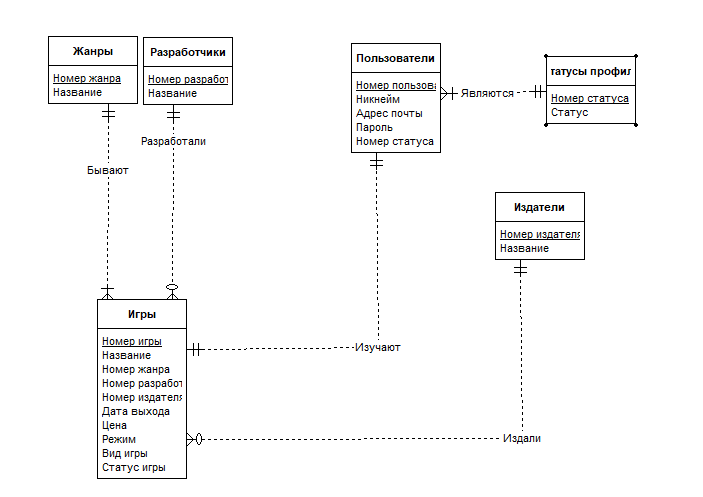 Жанры
Номер жанра
Название
Разработчики
Номер разработ
Название
Пользователи
Номер пользова
Никнейм
Адрес почты
Пароль
Номер статуса
Являются
татусы профил
Номер статуса
Статус
Разработали
Бывают
Издатели
Номер издателя
Название
Игры
Номер игры
Название
Номер жанра
Номер разработ
Номер издателя
Дата выхода
Цена
Режим
Вид игры
Статус игры
Изучают
Издали